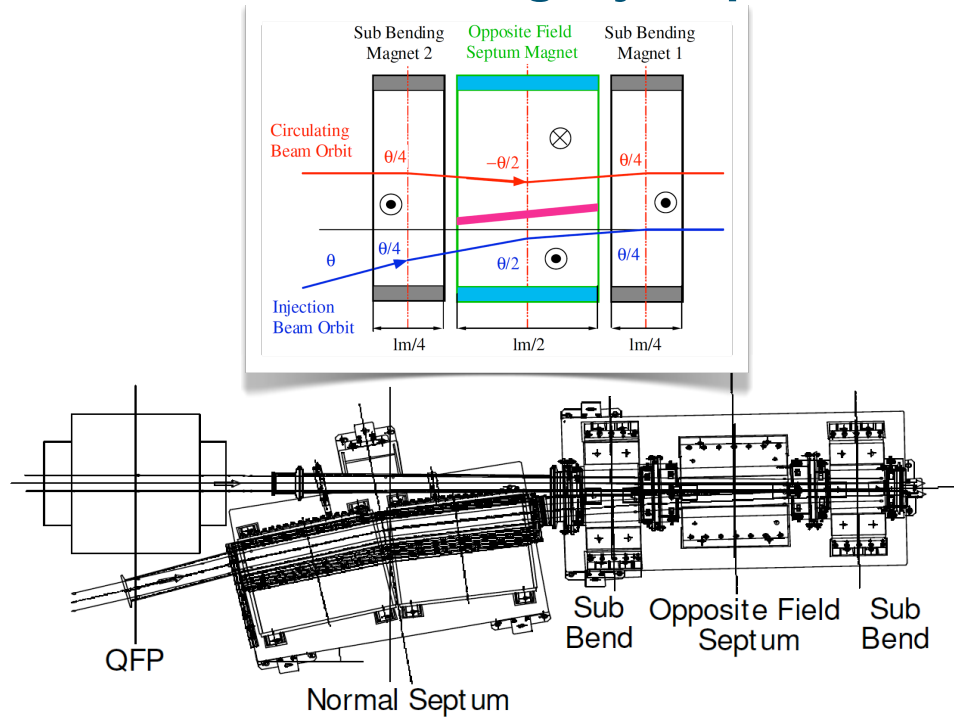 Sub Bending
Magnet 2
Opposite Field
Septum Magnet
Sub Bending
Magnet 1
Circulating
Beam Orbit
θ/4
−θ/2
θ/4
θ
θ/4
θ/2
θ/4
Injection
Beam Orbit
lm/4
lm/2
lm/4
QFP
Normal Septum
Sub
Bend
Opposite Field
Septum
Sub
Bend